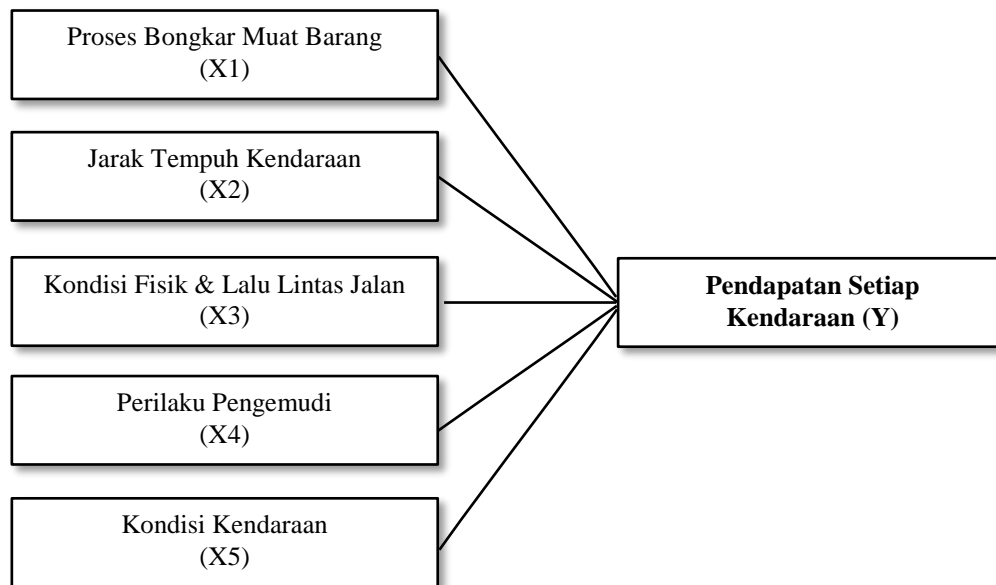 Proses Bongkar Muat Barang
(X1)
Jarak Tempuh Kendaraan
(X2)
Kondisi Fisik & Lalu Lintas Jalan
(X3)
Perilaku Pengemudi
(X4)
Kondisi Kendaraan
(X5)
Pendapatan Setiap
Kendaraan (Y)